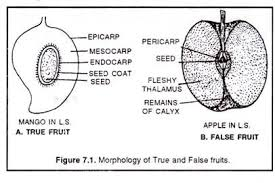 EPICARP
MESOCARP
ENDOCARP
SEED COAT
SEED
MANGO IN L.S.
A. TRUE FRUIT
PERICARP
SEED
FLESHY
THALAMUS
REMAINS
OF CALYX
APPLE IN L.S.
B. FALSE FRUIT
Figure 7.1. Morphology of True and False fruits.